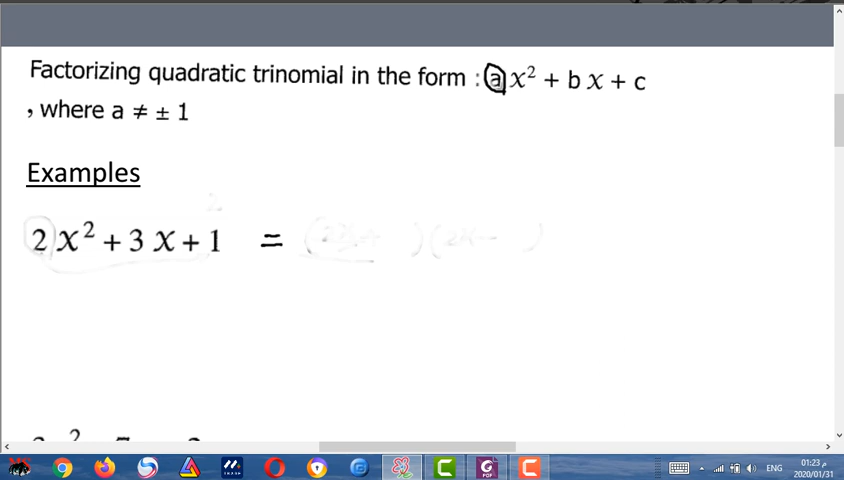 Factorizing quadratic trinomial in the form : a x² + b x + c
, where a ≠ ± 1
Examples
2 x² + 3 x + 1 =
ENG
01:23 م
2020/01/31